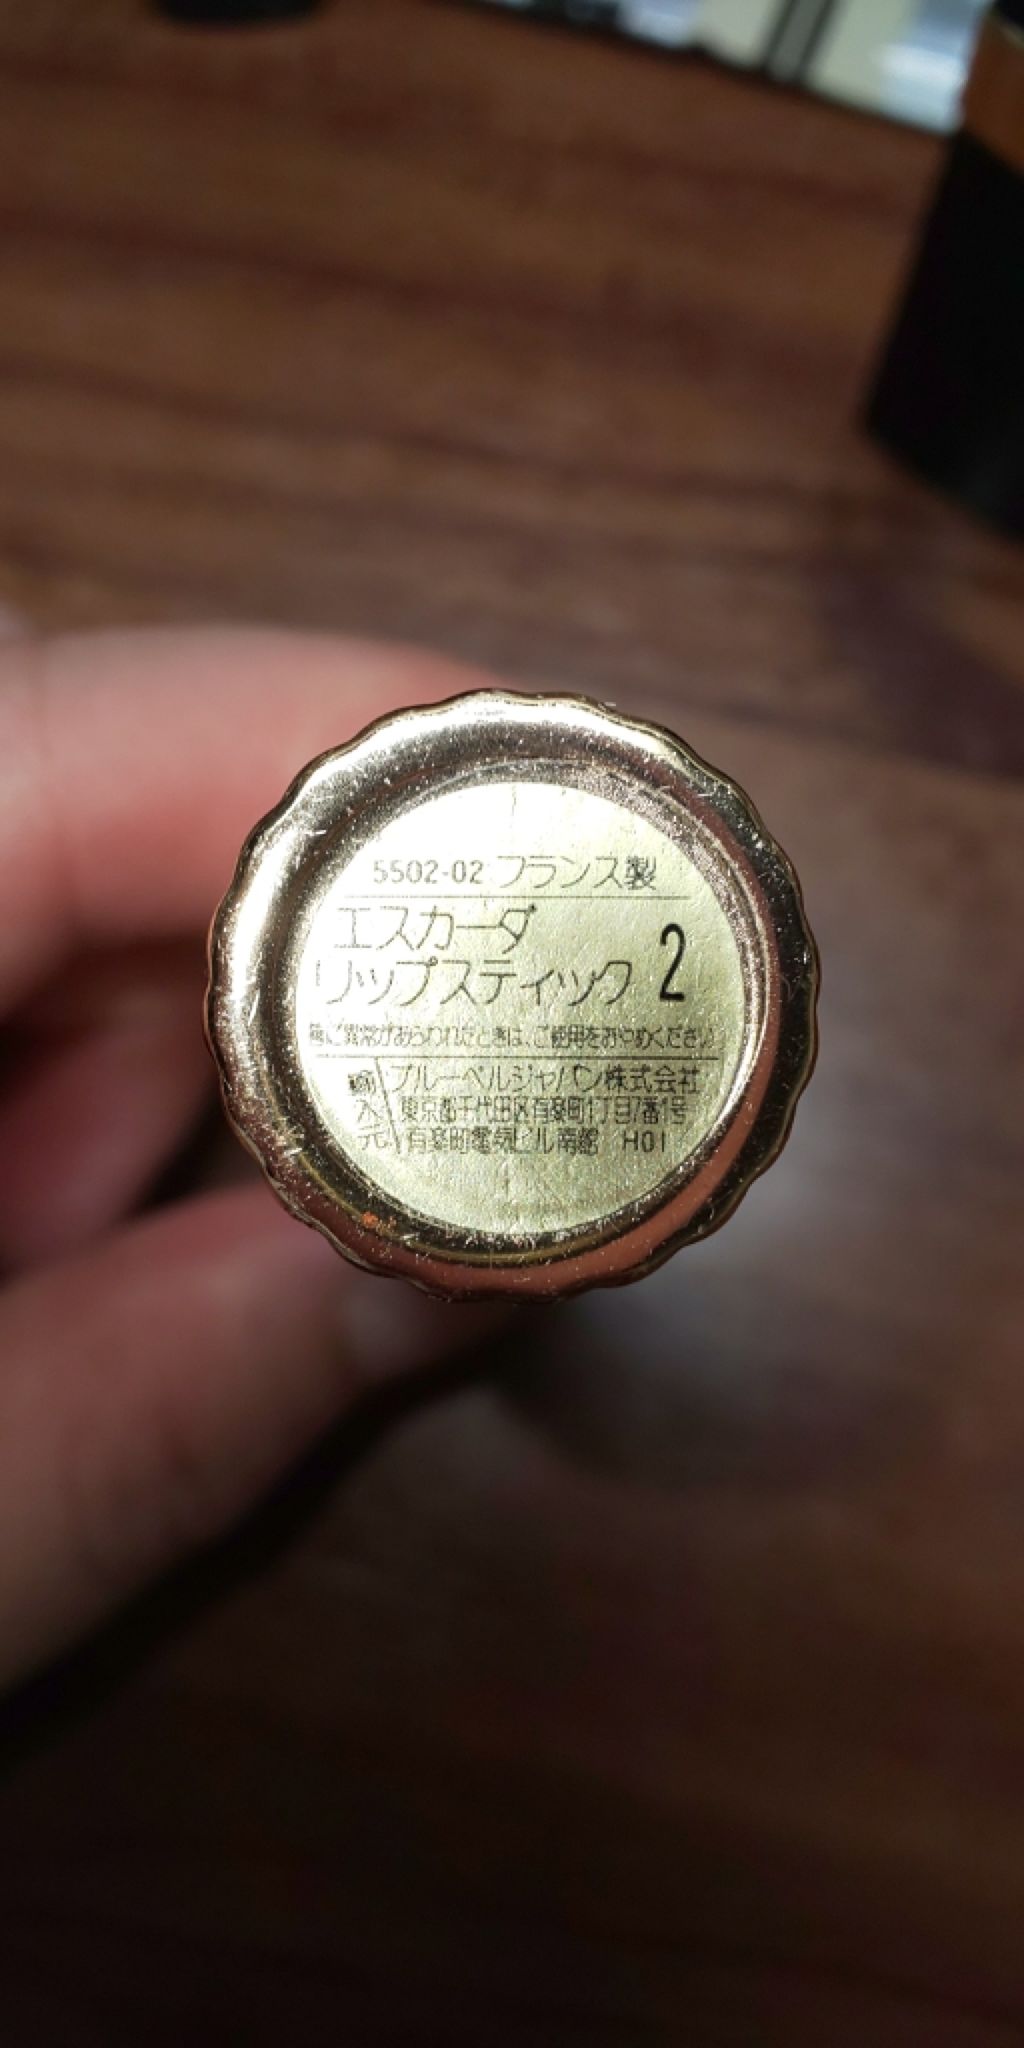 5502-02 フランス製
エスカーダ
リップスティック 2
傷に異常があらわれたときは、ご使用をおやめください
輸入元 ブルーベルジャパン株式会社
東京都千代田区有楽町1丁目7番1号
有楽町電気ビル南館 H01